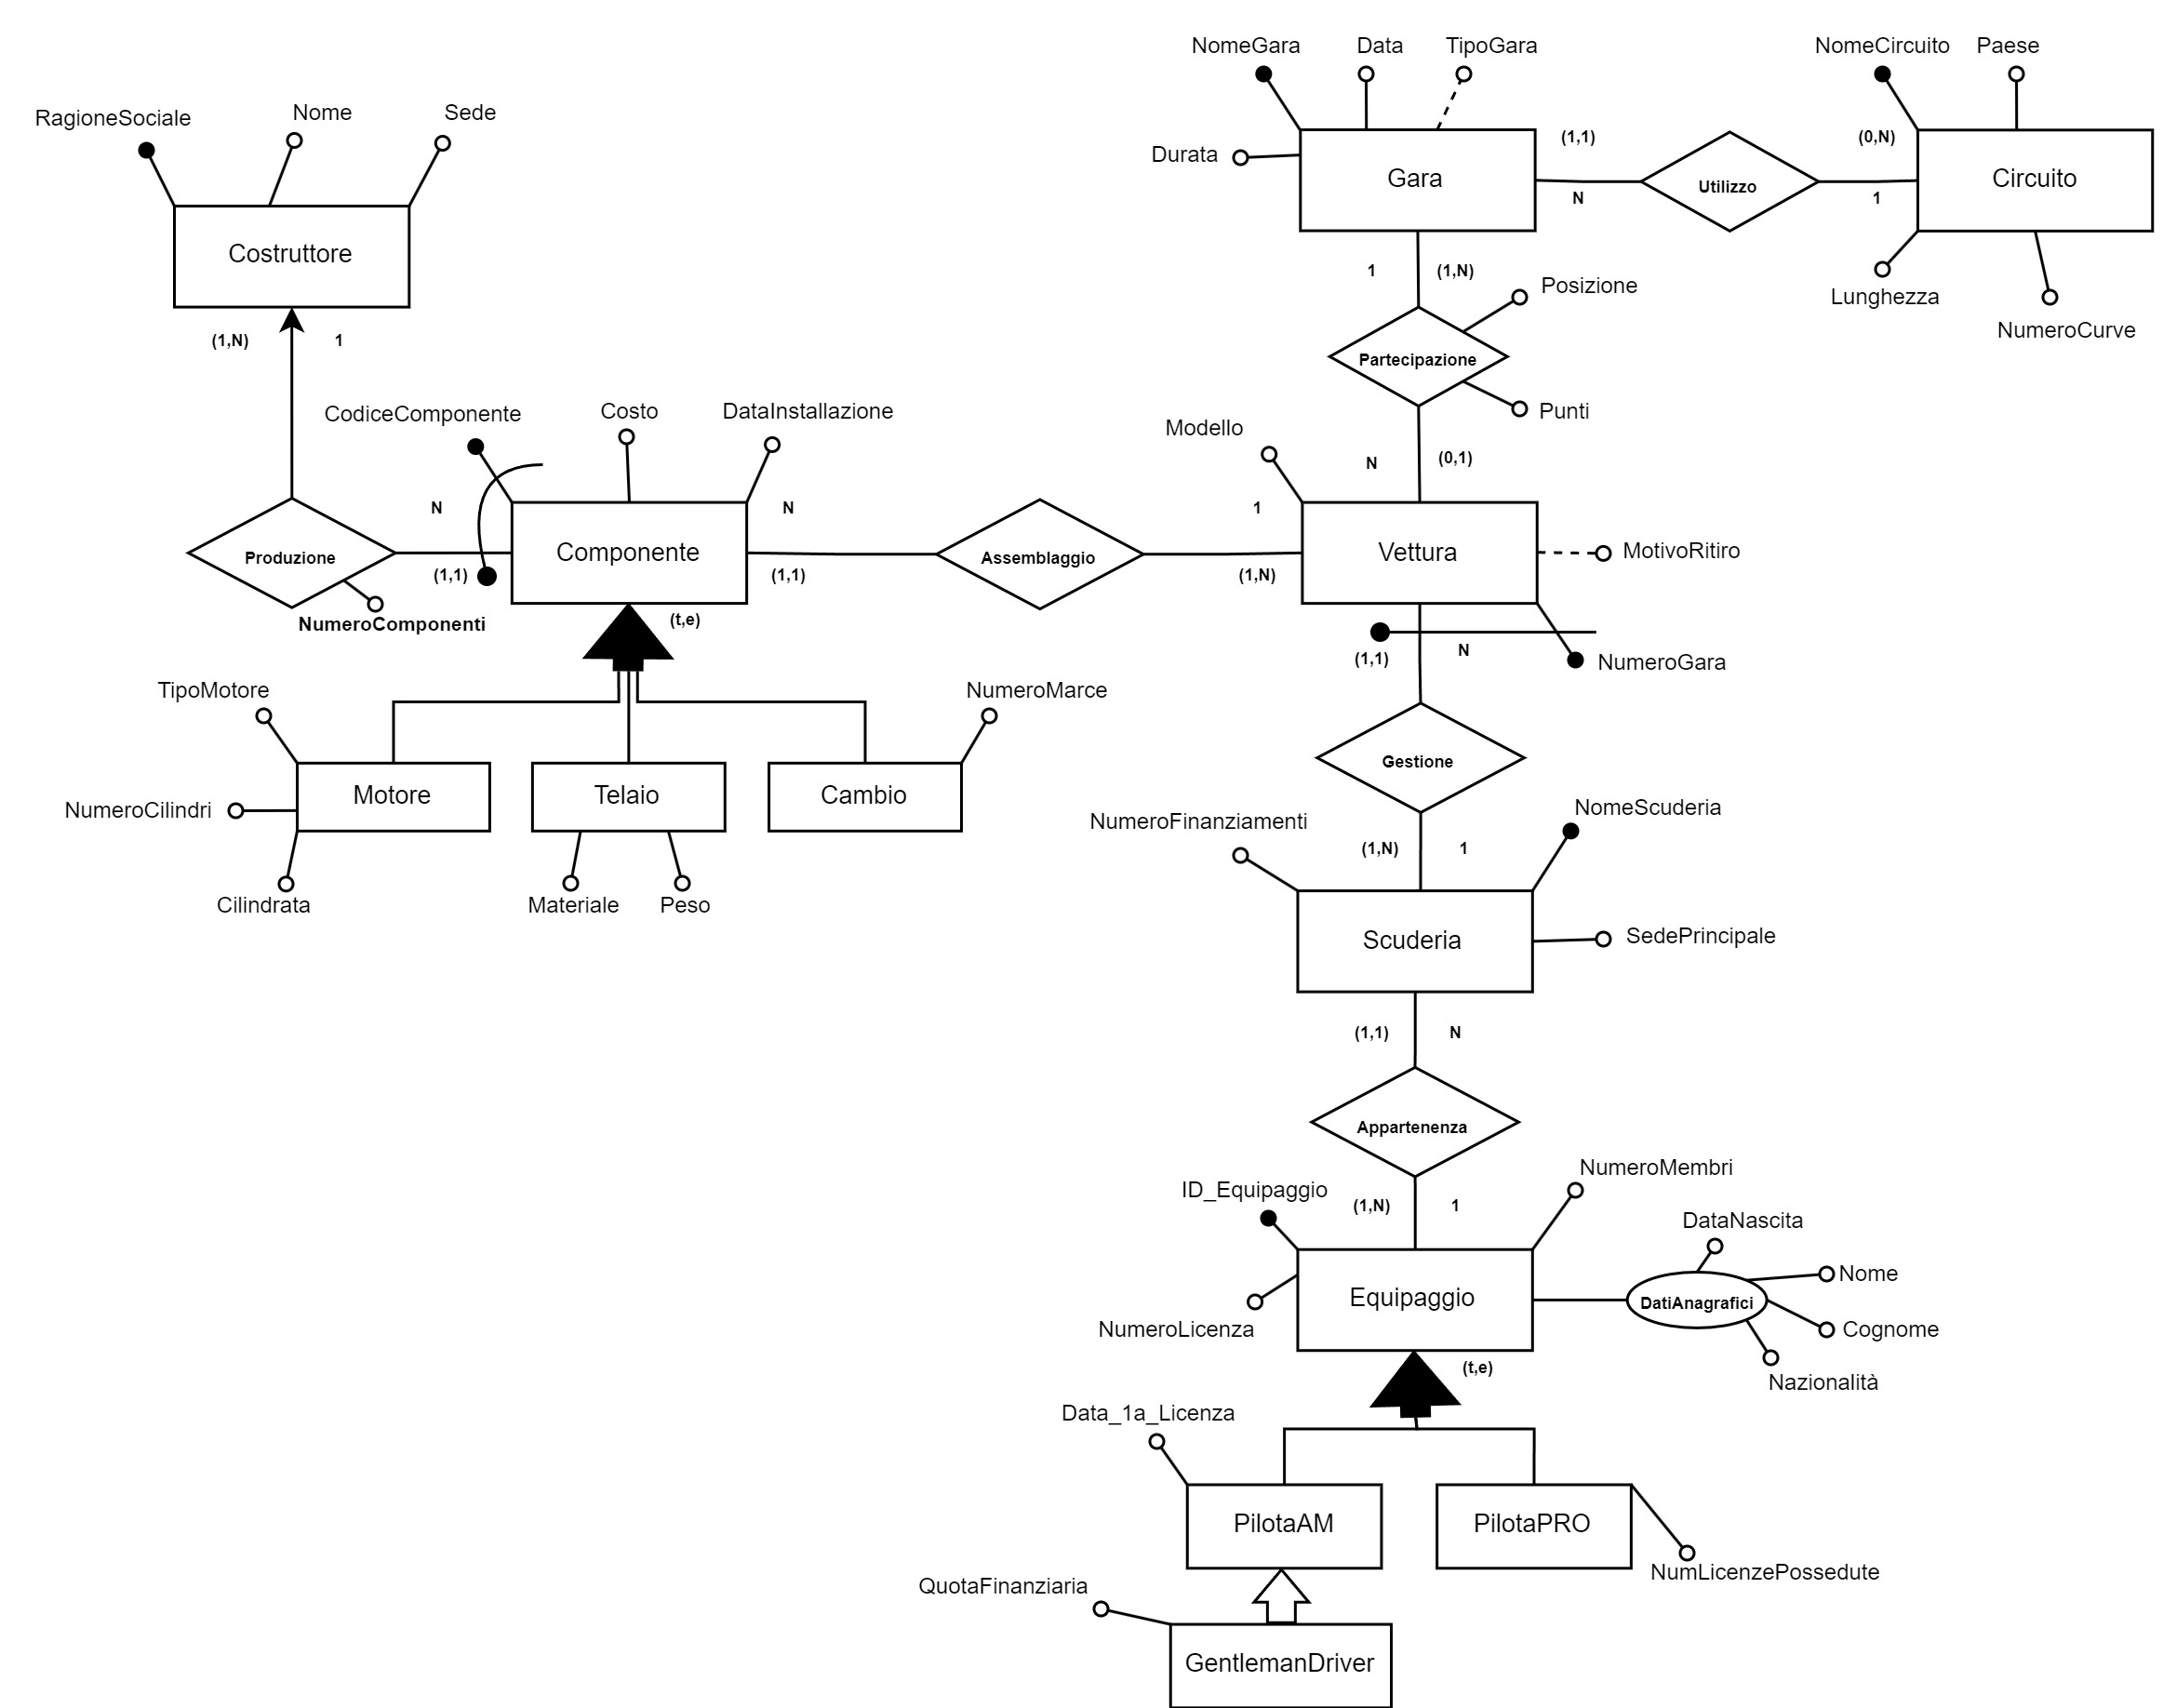 NomeGara
Data
TipoGara
NomeCircuito
Paese
RagioneSociale
Nome
Sede
Durata
Gara
(1,1)
N
Utilizzo
(0,N)
1
Circuito
Costruttore
Lunghezza
NumeroCurve
1
(1,N)
Posizione
Partecipazione
Punti
(1,N)
1
CodiceComponente
Costo
DataInstallazione
Modello
N
(0,1)
N
N
1
Produzione
(1,1)
Componente
(1,1)
Assemblaggio
(1,N)
Vettura
MotivoRitiro
NumeroComponenti
(t,e)
(1,1)
N
NumeroGara
TipoMotore
NumeroMarce
NumeroCilindri
Motore
Telaio
Cambio
Cilindrata
Materiale
Peso
Gestione
NumeroFinanziamenti
NomeScuderia
(1,N)
1
Scuderia
SedePrincipale
(1,1)
N
Appartenenza
ID_Equipaggio
(1,N)
1
NumeroMembri
DataNascita
Nome
Equipaggio
DatiAnagrafici
Cognome
NumeroLicenza
Nazionalità
(t,e)
Data_1a_Licenza
PilotaAM
PilotaPRO
NumLicenzePossedute
QuotaFinanziaria
GentlemanDriver